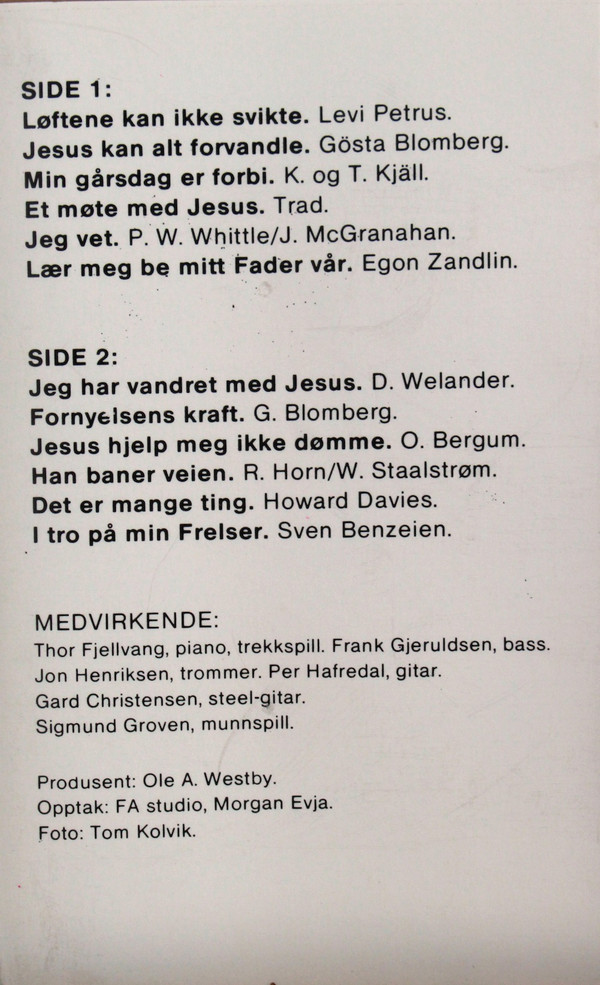 SIDE 1:
Løftene kan ikke svikte. Levi Petrus.
Jesus kan alt forvandle. Gösta Blomberg.
Min gårsdag er forbi. K. og T. Kjäll.
Et møte med Jesus. Trad.
Jeg vet. P. W. Whittle/J. McGranahan.
Lær meg be mitt Fader vår. Egon Zandlin.
SIDE 2:
Jeg har vandret med Jesus. D. Welander.
Fornyelsens kraft. G. Blomberg.
Jesus hjelp meg ikke dømme. O. Bergum.
Han baner veien. R. Horn/W. Staalstrøm.
Det er mange ting. Howard Davies.
I tro på min Frelser. Sven Benzeien.
MEDVIRKENDE:
Thor Fjellvang, piano, trekkspill. Frank Gjeruldsen, bass.
Jon Henriksen, trommer. Per Hafredal, gitar.
Gard Christensen, steel-gitar.
Sigmund Groven, munnspill.
Produsent: Ole A. Westby.
Opptak: FA studio, Morgan Evja.
Foto: Tom Kolvik.